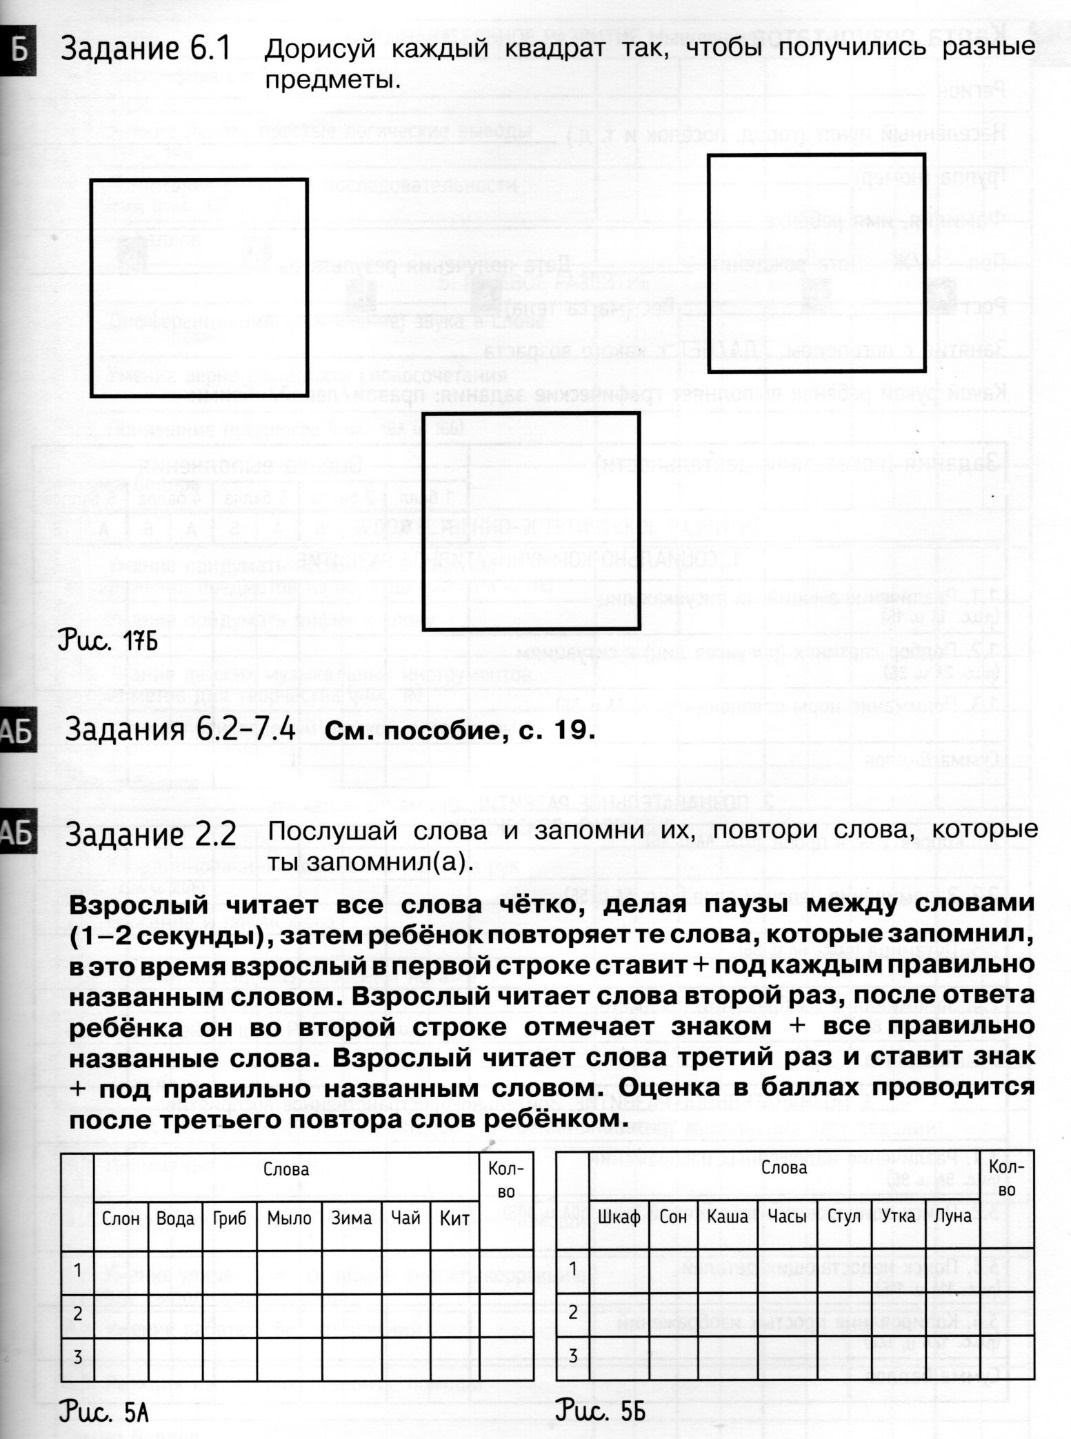 Б Задание 6.1 Дорисуй каждый квадрат так, чтобы получились разные
предметы.
Рис. 17Б
АБ Задания 6.2–7.4 См. пособие, с. 19.
АБ Задание 2.2 Послушай слова и запомни их, повтори слова, которые
ты запомнил(а).
Взрослый читает все слова чётко, делая паузы между словами
(1–2 секунды), затем ребёнок повторяет те слова, которые запомнил,
в это время взрослый в первой строке ставит + под каждым правильно
названным словом. Взрослый читает слова второй раз, после ответа
ребёнка он во второй строке отмечает знаком + все правильно
названные слова. Взрослый читает слова третий раз и ставит знак
+ под правильно названным словом. Оценка в баллах проводится
после третьего повтора слов ребёнком.
Слова Кол-
во
Слон Вода Гриб Мыло Зима Чай Кит
1
2
3
Рис. 5А
Слова Кол-
во
Шкаф Сон Каша Часы Стул Утка Луна
1
2
3
Рис. 5Б